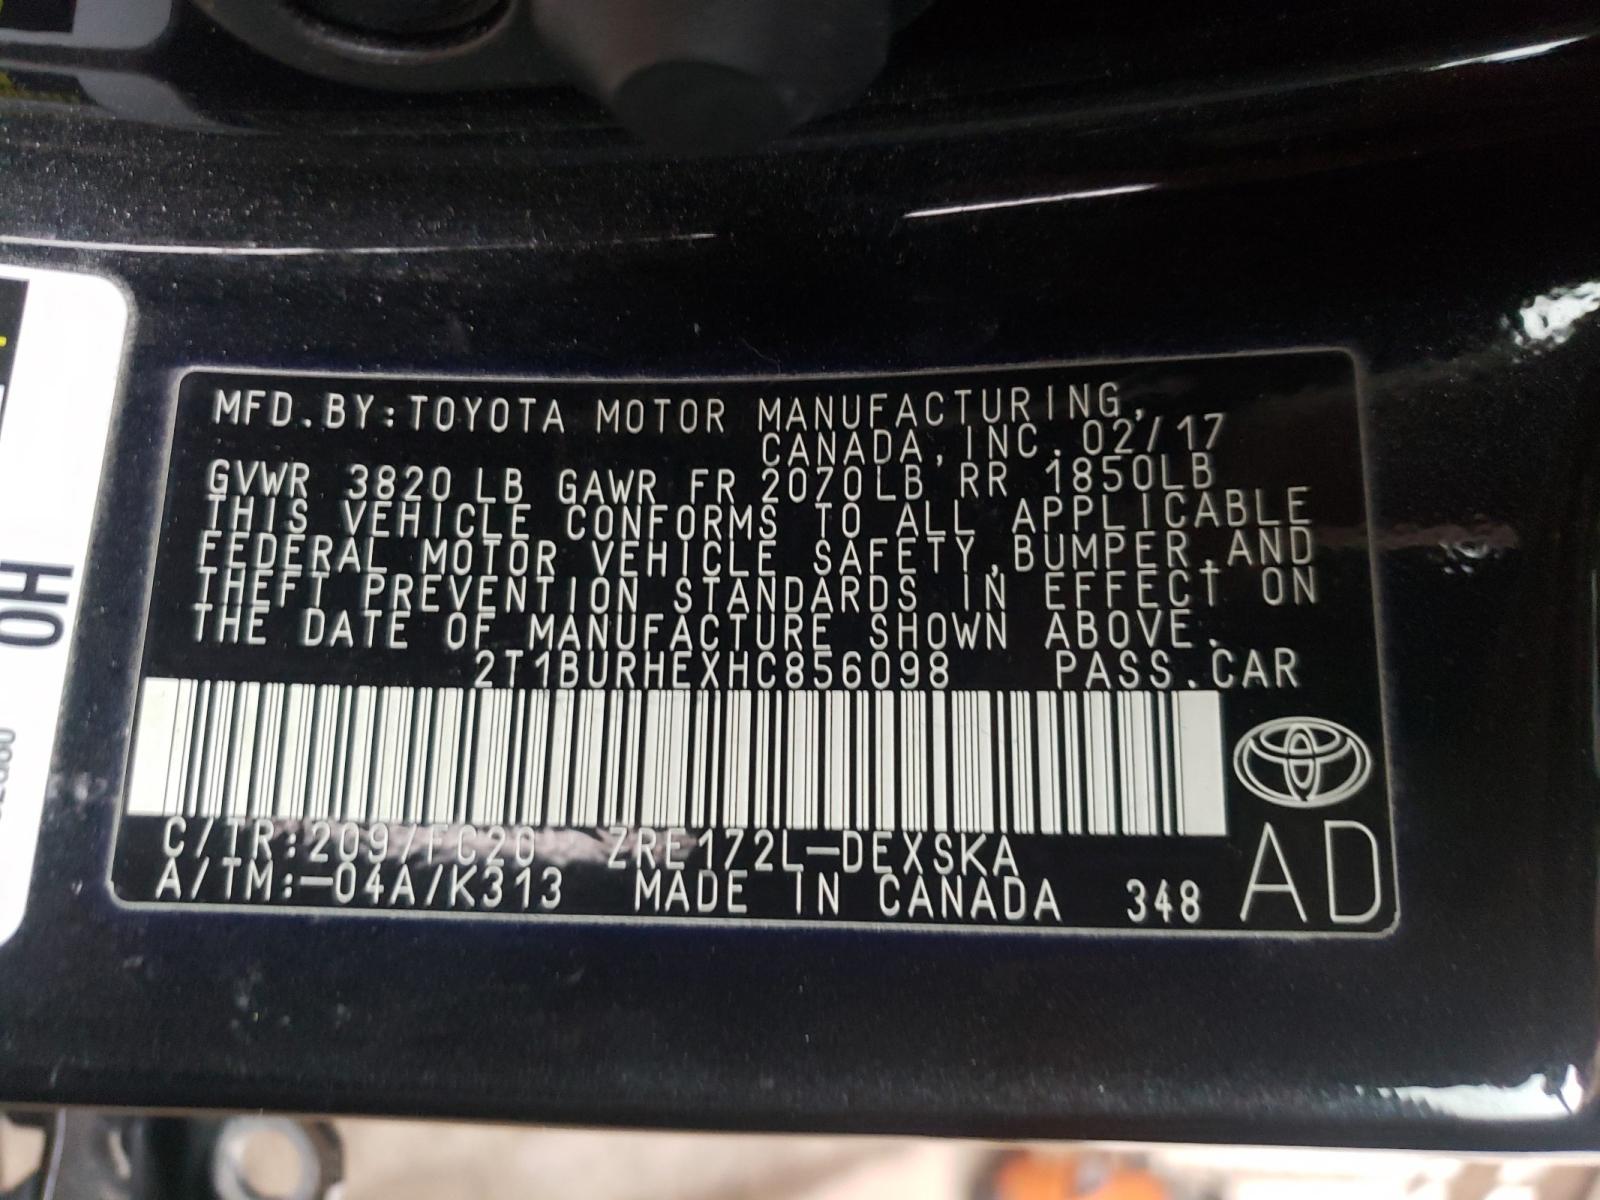 MFD.BY:TOYOTA MOTOR MANUFACTURING,
CANADA,INC. 02/17
GVWR 3820 LB GAWR FR 2070LB RR 1850LB
THIS VEHICLE CONFORMS TO ALL APPLICABLE
FEDERAL MOTOR VEHICLE SAFETY,BUMPER,AND
THEFT PREVENTION STANDARDS IN EFFECT ON
THE DATE OF MANUFACTURE SHOWN ABOVE.
2T1BURHEXHC856098 PASS.CAR
C/TR:209/FC20 ZRE172L-DEXSKA
A/TM:-04A/K313 MADE IN CANADA 348
AD
OH